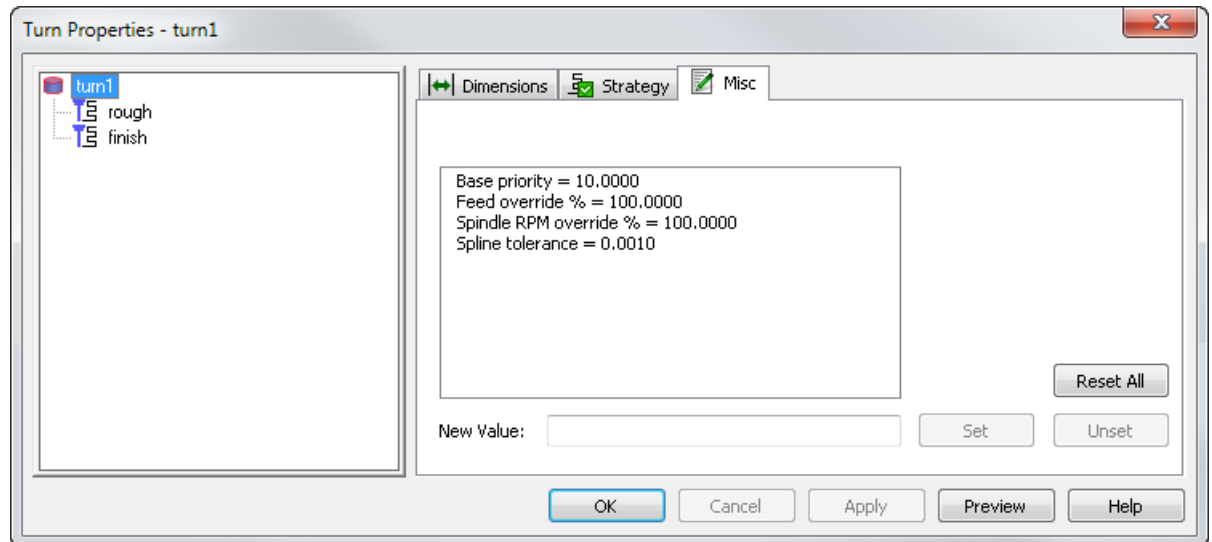 Turn Properties - turn1
turn1
rough
finish
Dimensions Strategy Misc
Base priority = 10.0000
Feed override % = 100.0000
Spindle RPM override % = 100.0000
Spline tolerance = 0.0010
Reset All
New Value: Set Unset
OK Cancel Apply Preview Help